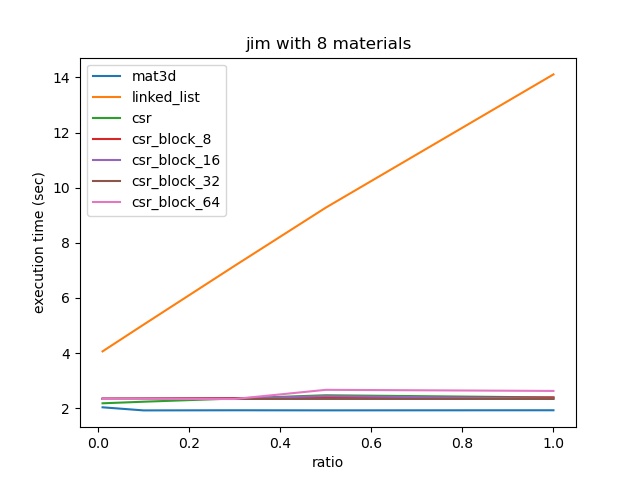 jim with 8 materials
mat3d
linked_list
csr
csr_block_8
csr_block_16
csr_block_32
csr_block_64
execution time (sec)
14
12
10
8
6
4
2
0.0 0.2 0.4 0.6 0.8 1.0
ratio